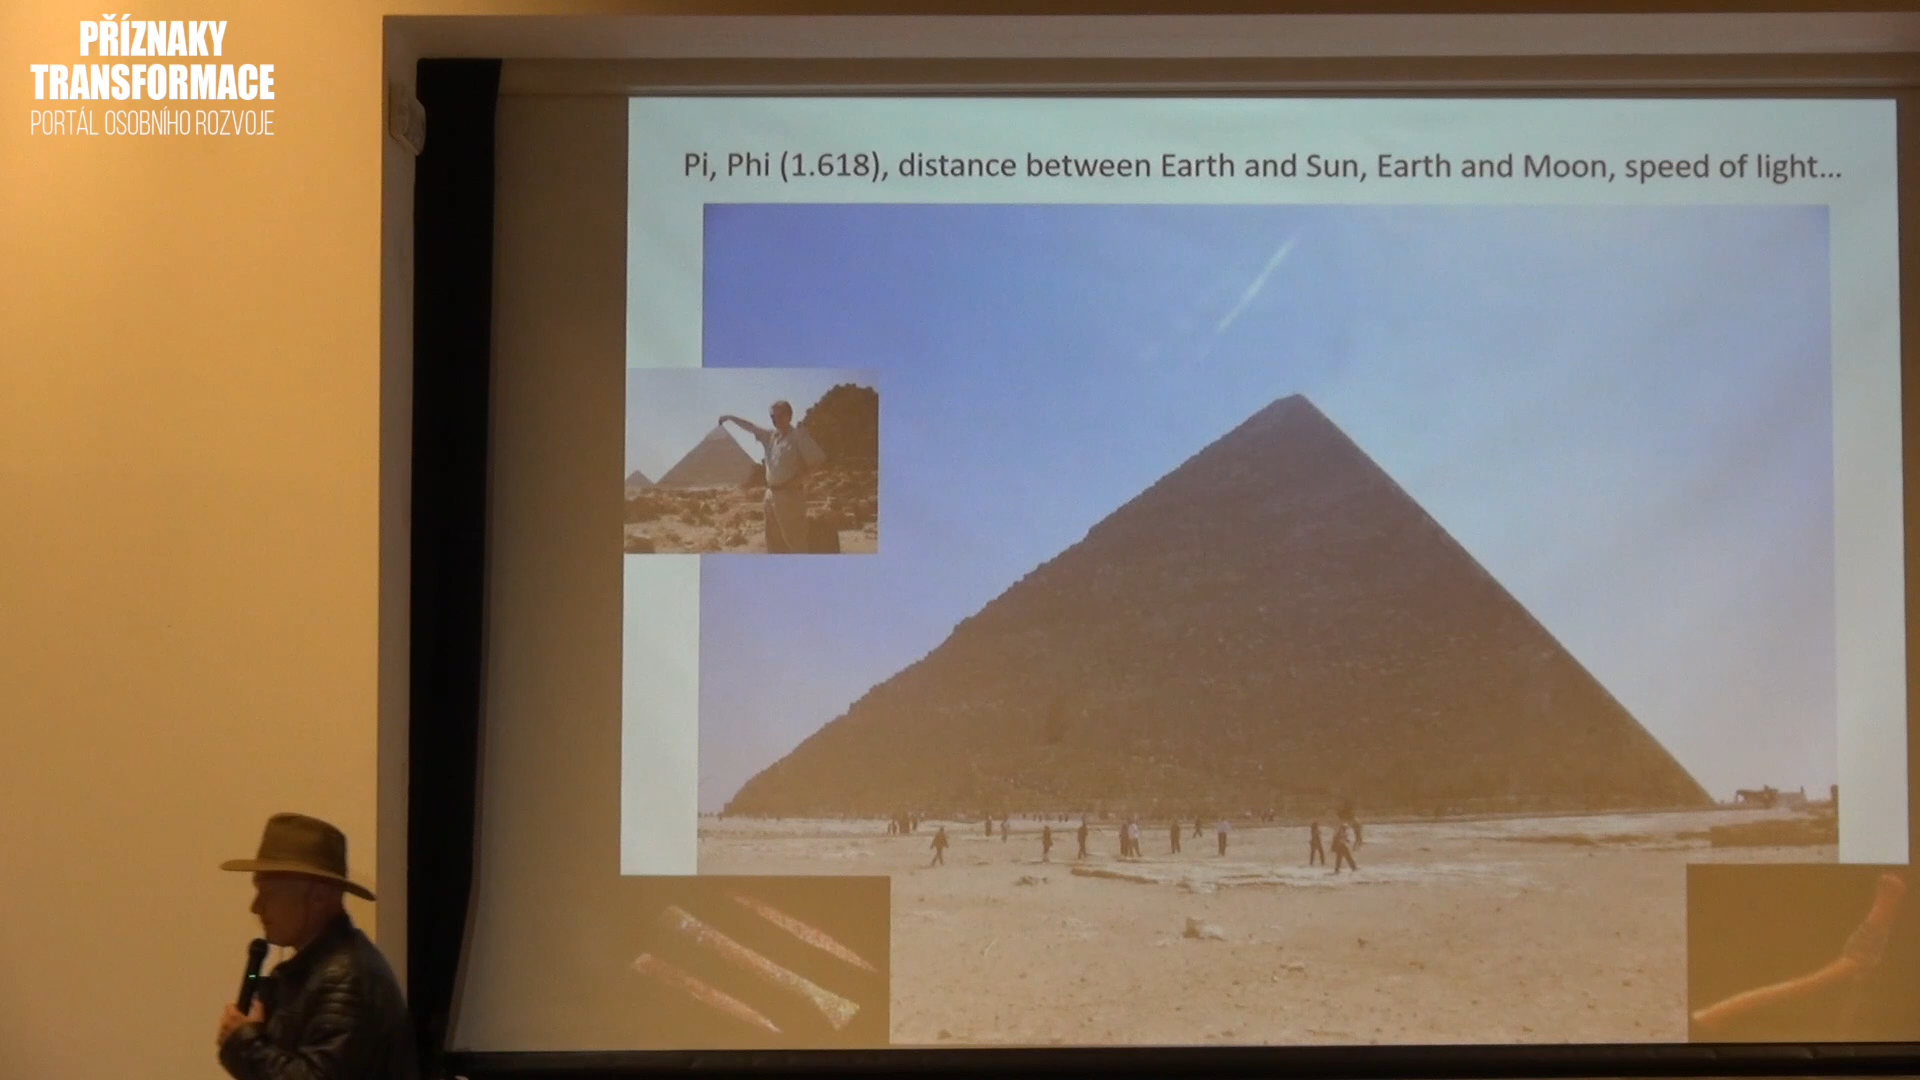 PŘÍZNAKY
TRANSFORMACE
PORTÁL OSOBNÍHO ROZVOJE
Pi, Phi (1.618), distance between Earth and Sun, Earth and Moon, speed of light...